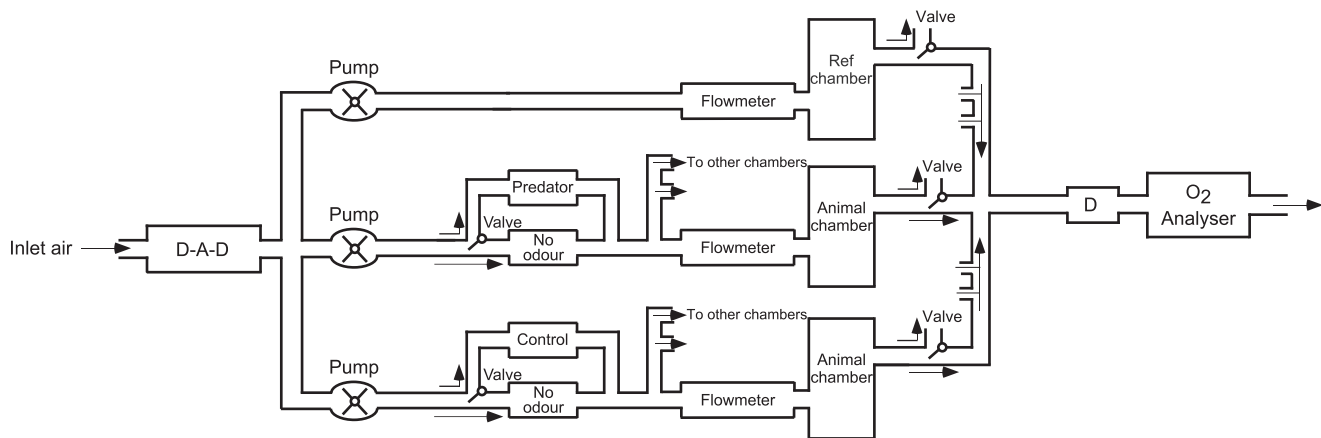 Valve
Pump
Ref
chamber
Flowmeter
To other chambers
Valve
Predator
Pump
Valve
Animal
chamber
D
O2
Analyser
Inlet air
D-A-D
No
odour
Flowmeter
To other chambers
Valve
Control
Pump
Valve
Animal
chamber
No
odour
Flowmeter